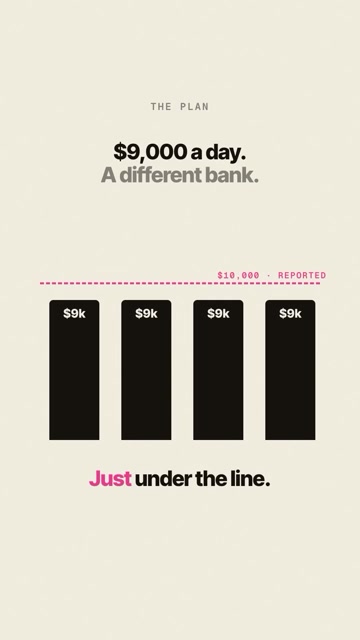 THE PLAN
$9,000 a day.
A different bank.
$10,000 · REPORTED
$9k $9k $9k $9k
Just under the line.